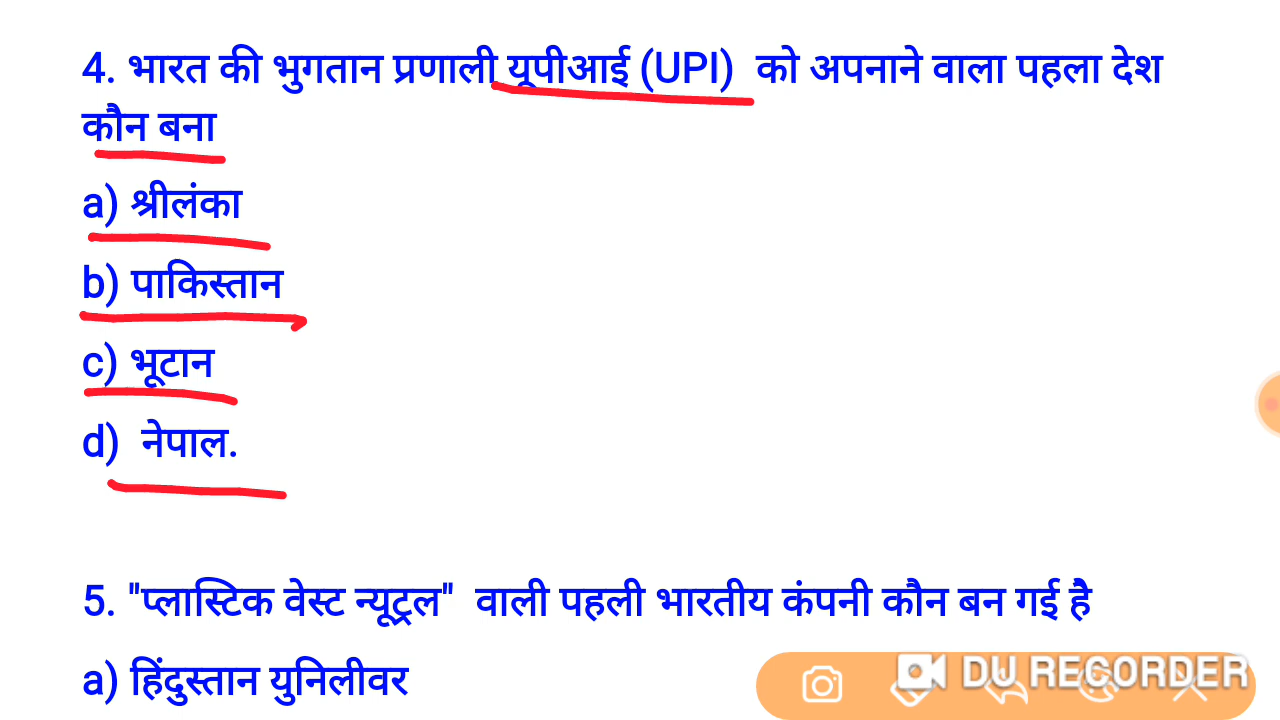 4. भारत की भुगतान प्रणाली यूपीआई (UPI) को अपनाने वाला पहला देश
कौन बना
a) श्रीलंका
b) पाकिस्तान
c) भूटान
d) नेपाल.
5. "प्लास्टिक वेस्ट न्यूट्रल" वाली पहली भारतीय कंपनी कौन बन गई है
a) हिंदुस्तान युनिलीवर
DU RECORDER